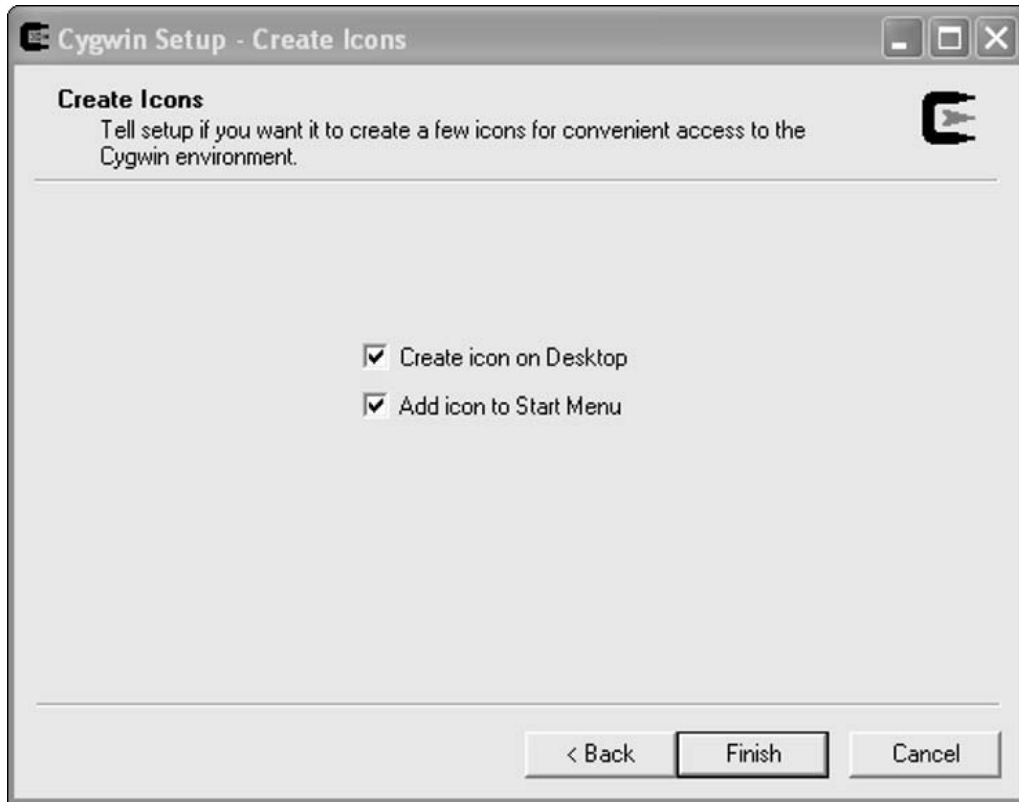 Cygwin Setup - Create Icons
Create Icons
Tell setup if you want it to create a few icons for convenient access to the
Cygwin environment.
Create icon on Desktop
Add icon to Start Menu
< Back
Finish
Cancel